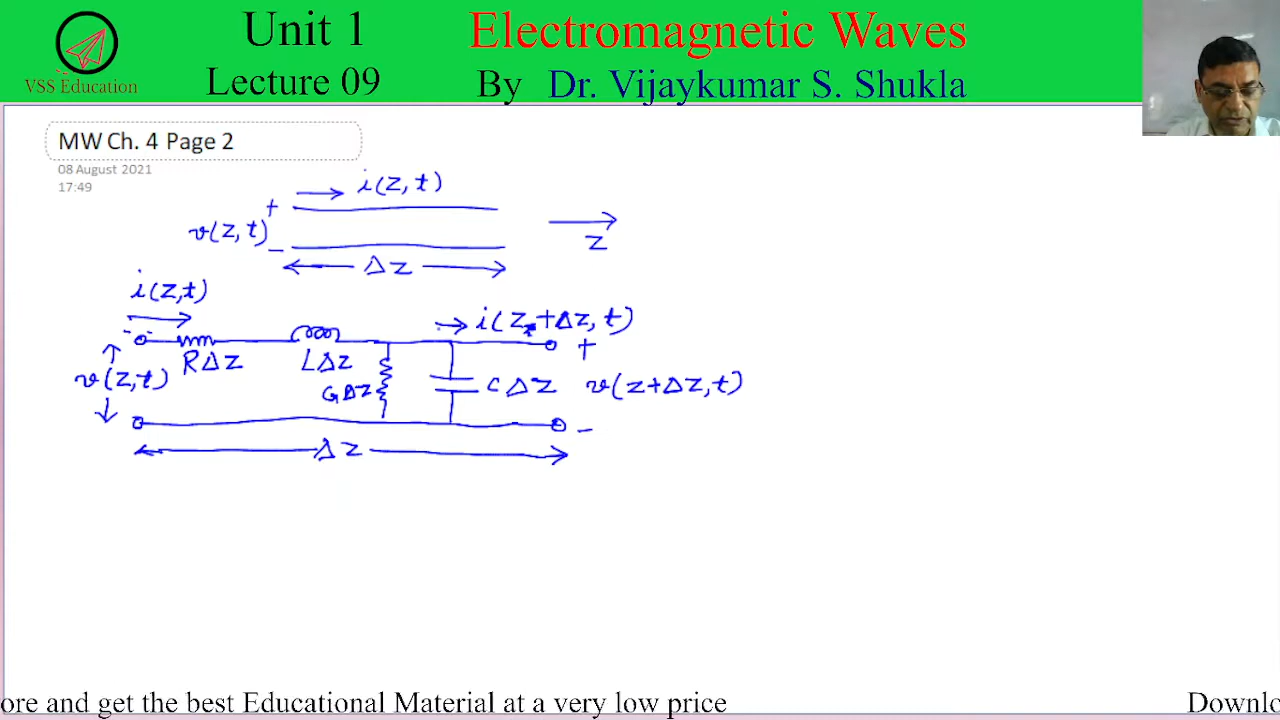 Unit 1
Electromagnetic Waves
VSS Education
Lecture 09
By Dr. Vijaykumar S. Shukla
MW Ch. 4 Page 2
08 August 2021
17:49
i(z,t)
+
v(z,t)
-
z
Δz
i(z,t)
i(z+Δz,t)
+
RΔz
LΔz
v(z,t)
GΔz
CΔz
v(z+Δz,t)
-
Δz
ore and get the best Educational Material at a very low price
Downlo